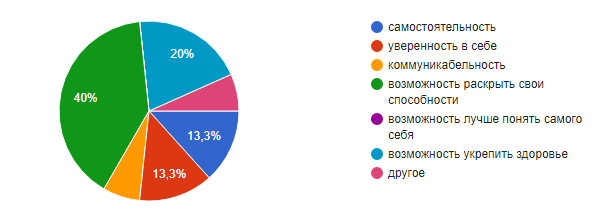 20%
40%
13,3%
13,3%
самостоятельность
уверенность в себе
коммуникабельность
возможность раскрыть свои
способности
возможность лучше понять самого
себя
возможность укрепить здоровье
другое